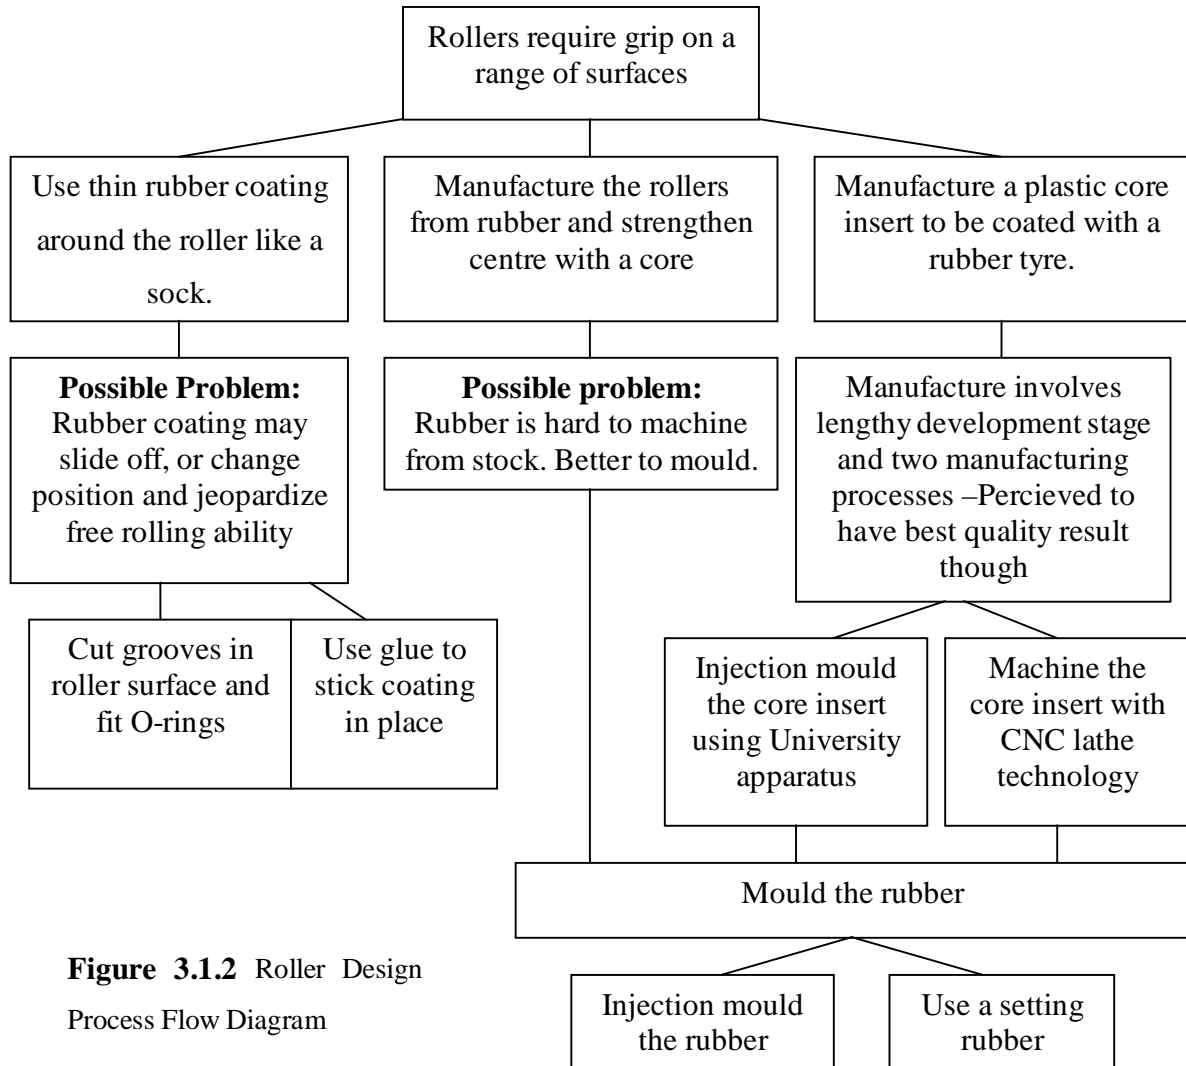 Rollers require grip on a
range of surfaces
Use thin rubber coating
around the roller like a
sock.
Manufacture the rollers
from rubber and strengthen
centre with a core
Manufacture a plastic core
insert to be coated with a
rubber tyre.
Possible Problem:
Rubber coating may
slide off, or change
position and jeopardize
free rolling ability
Possible problem:
Rubber is hard to machine
from stock. Better to mould.
Manufacture involves
lengthy development stage
and two manufacturing
processes –Percieved to
have best quality result
though
Cut grooves in
roller surface and
fit O-rings
Use glue to
stick coating
in place
Injection mould
the core insert
using University
apparatus
Machine the
core insert with
CNC lathe
technology
Mould the rubber
Injection mould
the rubber
Use a setting
rubber
Figure 3.1.2 Roller Design
Process Flow Diagram